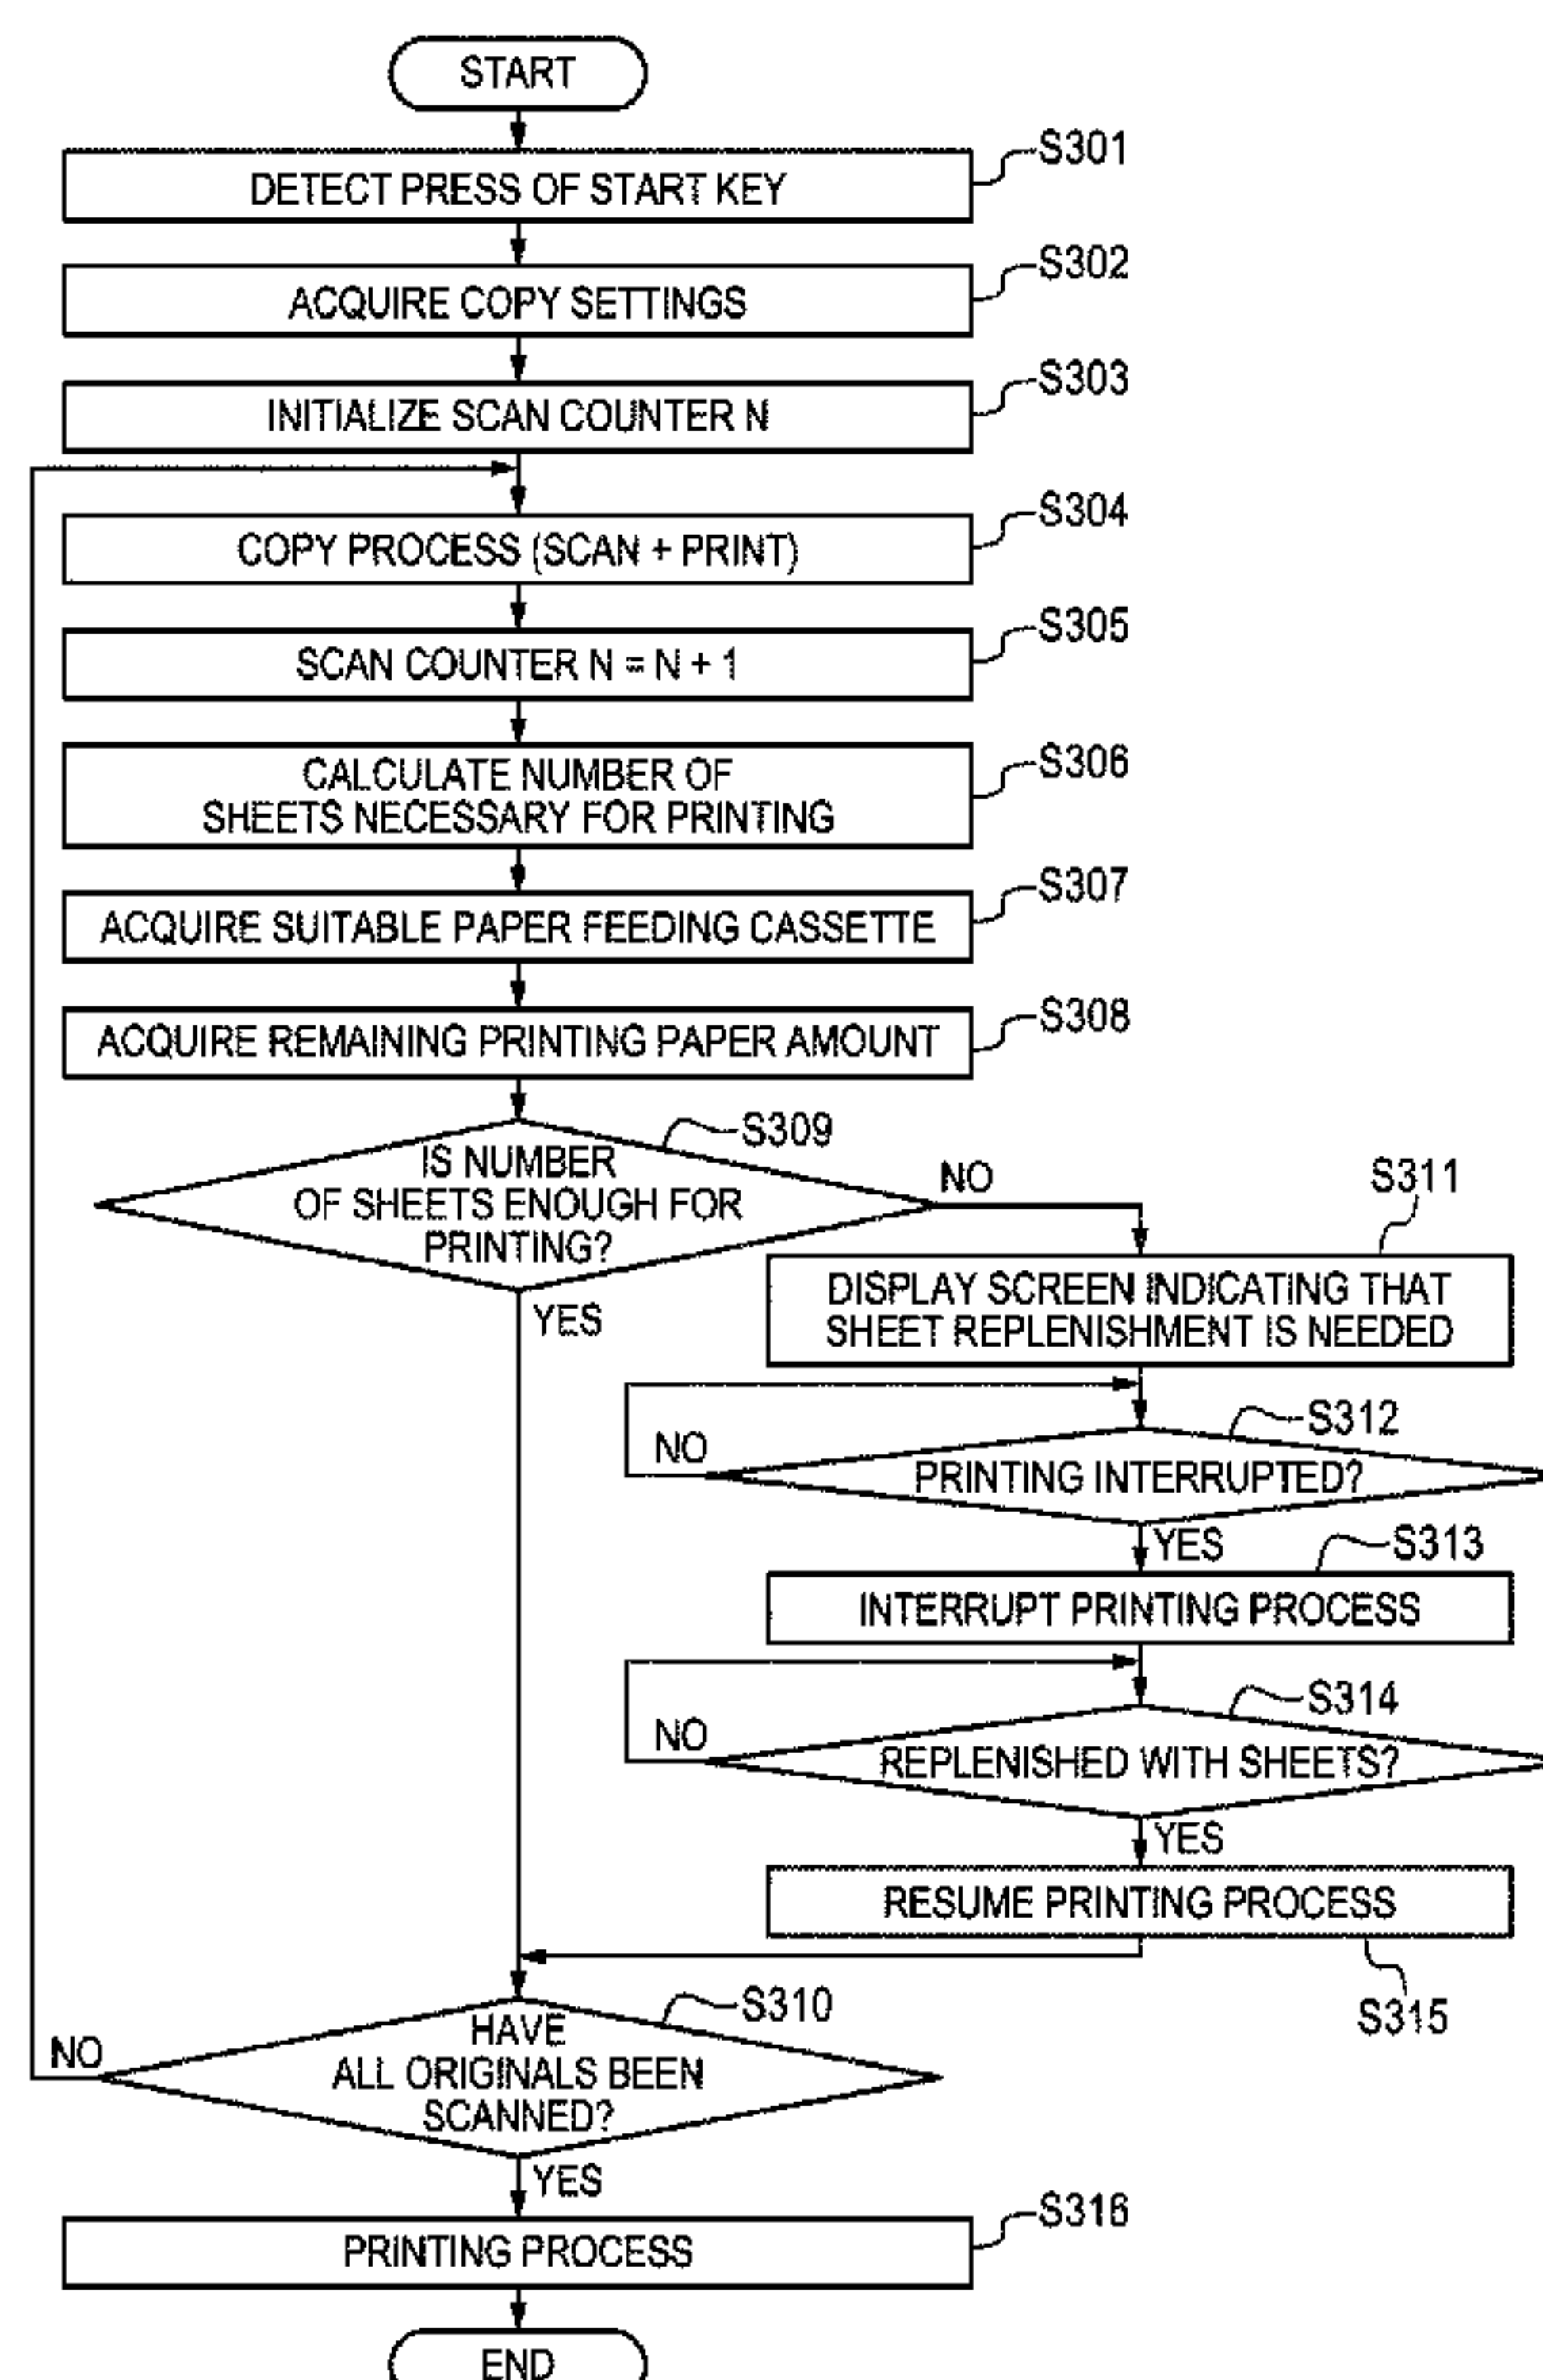 START
S301
DETECT PRESS OF START KEY
S302
ACQUIRE COPY SETTINGS
S303
INITIALIZE SCAN COUNTER N
S304
COPY PROCESS (SCAN + PRINT)
S305
SCAN COUNTER N = N + 1
S306
CALCULATE NUMBER OF
SHEETS NECESSARY FOR PRINTING
S307
ACQUIRE SUITABLE PAPER FEEDING CASSETTE
S308
ACQUIRE REMAINING PRINTING PAPER AMOUNT
S309
IS NUMBER
OF SHEETS ENOUGH FOR
PRINTING?
NO
YES
S311
DISPLAY SCREEN INDICATING THAT
SHEET REPLENISHMENT IS NEEDED
S312
NO
PRINTING INTERRUPTED?
YES
S313
INTERRUPT PRINTING PROCESS
S314
NO
REPLENISHED WITH SHEETS?
YES
RESUME PRINTING PROCESS
S315
S310
HAVE
ALL ORIGINALS BEEN
SCANNED?
NO
YES
S316
PRINTING PROCESS
END